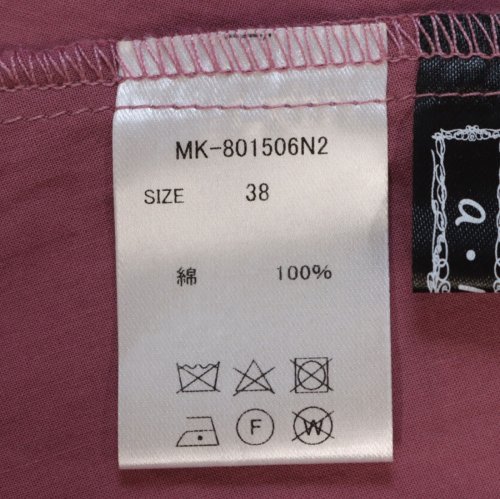 MK-801506N2
SIZE 38
綿 100%
F W
a.